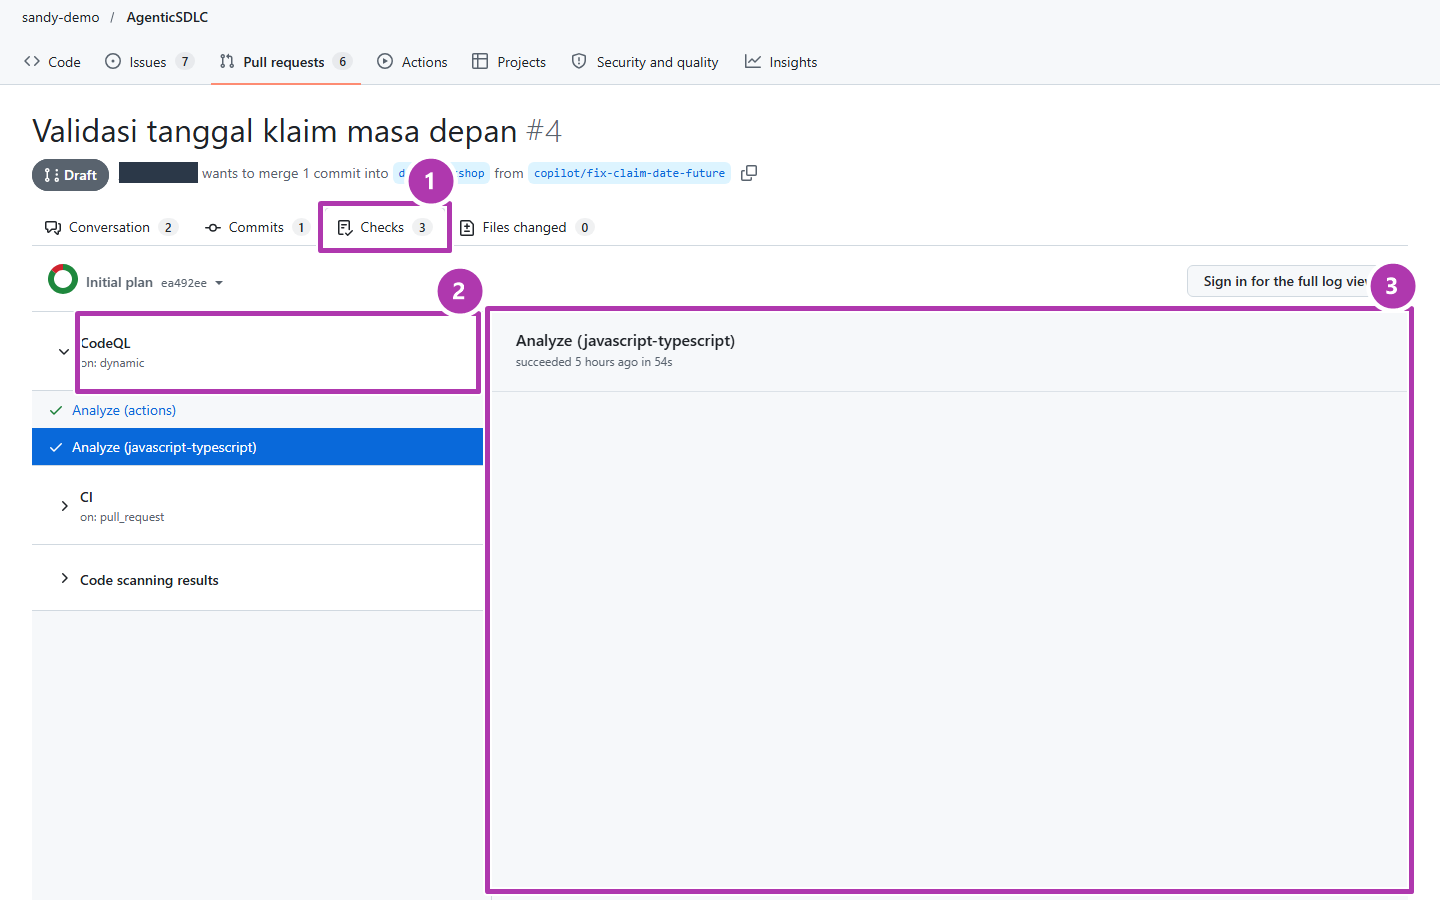 sandy-demo / AgenticSDLC
Code
Issues 7
Pull requests 6
Actions
Projects
Security and quality
Insights
Validasi tanggal klaim masa depan #4
Draft
wants to merge 1 commit into
shop from copilot/fix-claim-date-future
1
Conversation 2
Commits 1
Checks 3
Files changed 0
Initial plan ea492ee
2
Sign in for the full log
3
CodeQL
on: dynamic
Analyze (actions)
Analyze (javascript-typescript)
CI
on: pull_request
Code scanning results
Analyze (javascript-typescript)
succeeded 5 hours ago in 54s